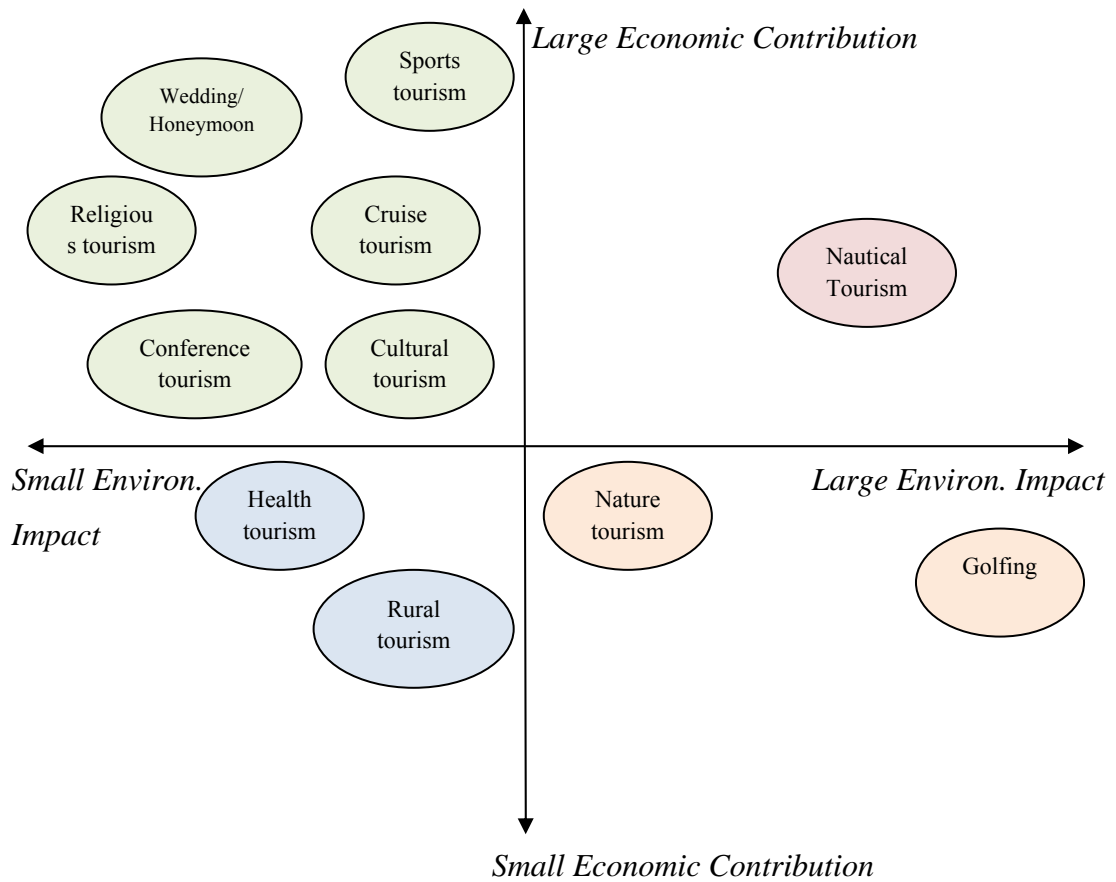 Large Economic Contribution
Sports
tourism
Wedding/
Honeymoon
Religiou
s tourism
Cruise
tourism
Nautical
Tourism
Conference
tourism
Cultural
tourism
Small Environ.
Impact
Large Environ. Impact
Health
tourism
Nature
tourism
Golfing
Rural
tourism
Small Economic Contribution